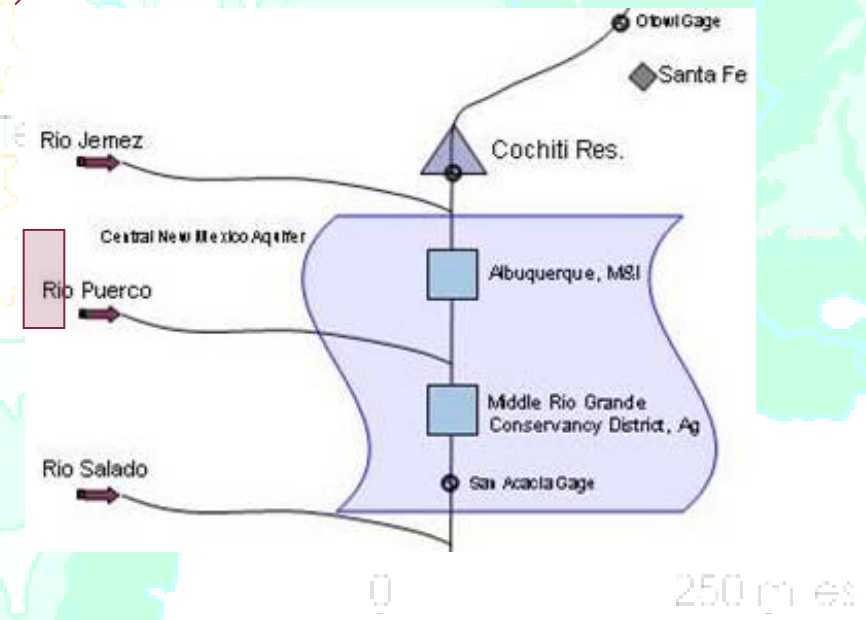 Otowi Gage
Santa Fe
Rio Jemez
Cochiti Res.
Central New Mexico Aquifer
Albuquerque, M&I
Rio Puerco
Middle Rio Grande
Conservancy District, Ag
Rio Salado
San Acacia Gage
0
250 miles